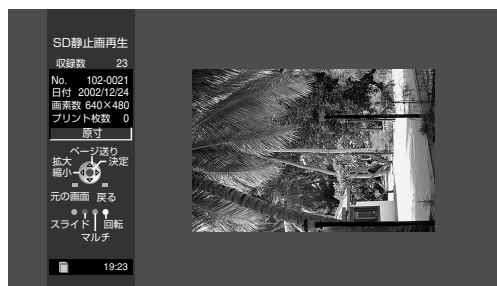 SD静止画再生
収録数 23
No. 102-0021
日付 2002/12/24
画素数 640×480
プリント枚数 0
原寸
ページ送り
拡大 決定
縮小
元の画面 戻る
スライド 回転
マルチ
19:23